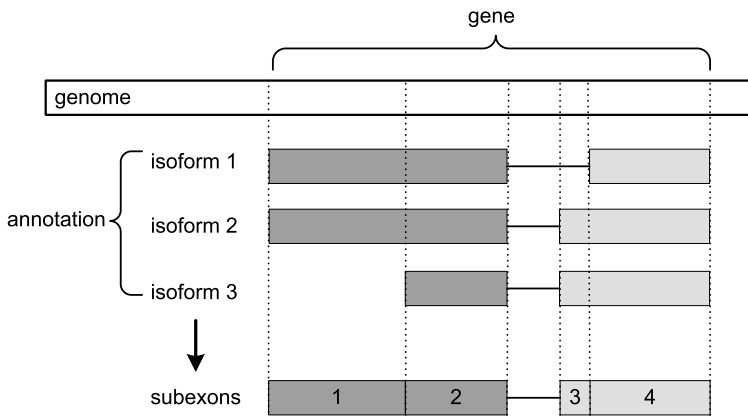 gene
genome
isoform 1
annotation
isoform 2
isoform 3
subexons 1 2 3 4